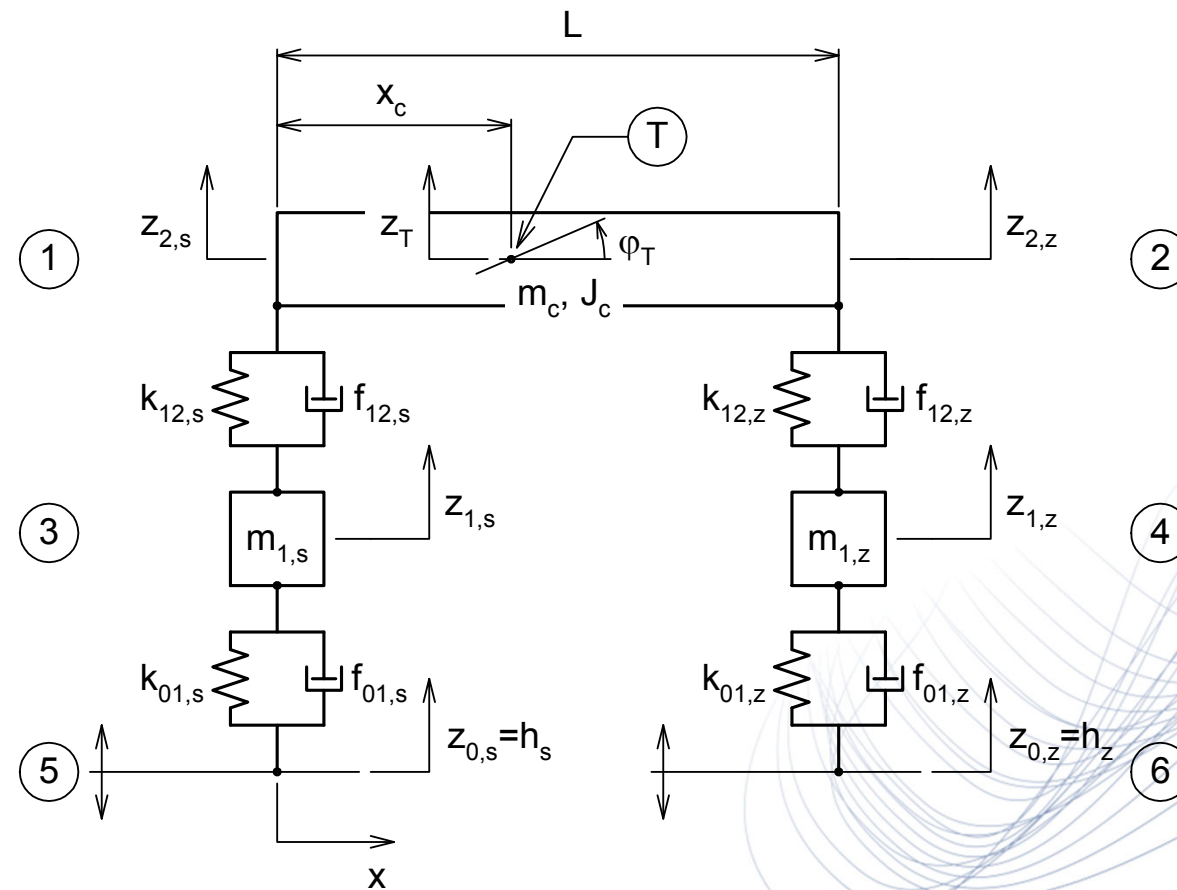 L
x_c
T
z_2,s z_T φ_T z_2,z
1 2
m_c, J_c
k_12,s f_12,s k_12,z f_12,z
z_1,s z_1,z
3 m_1,s m_1,z 4
k_01,s f_01,s k_01,z f_01,z
z_0,s=h_s z_0,z=h_z
5 6
x